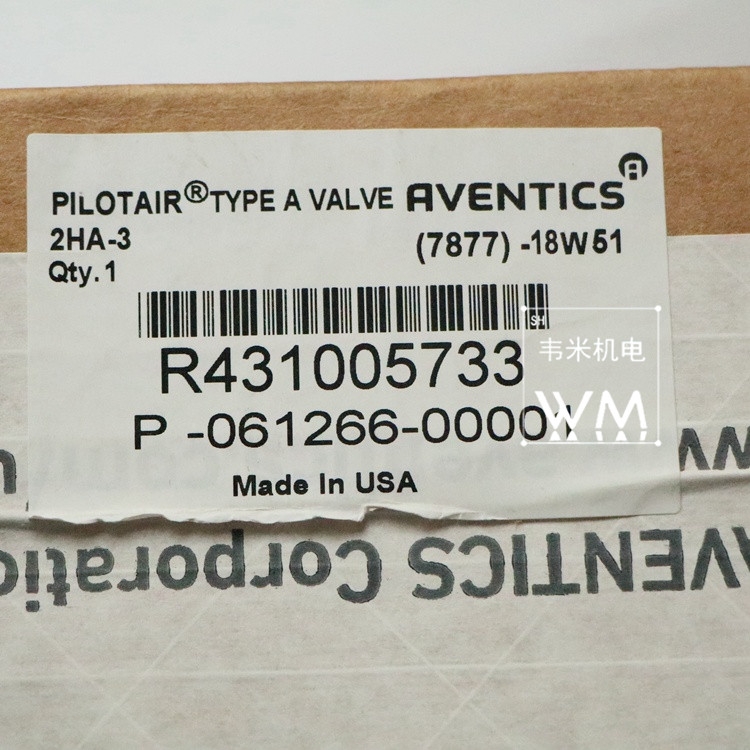 PILOTAIR® TYPE A VALVE AVENTICS
2HA-3 (7877) -18W51
Qty. 1
SH
R431005733
韦米机电
P -061266-00001
WM
Made In USA
AVENTICS Corporatio